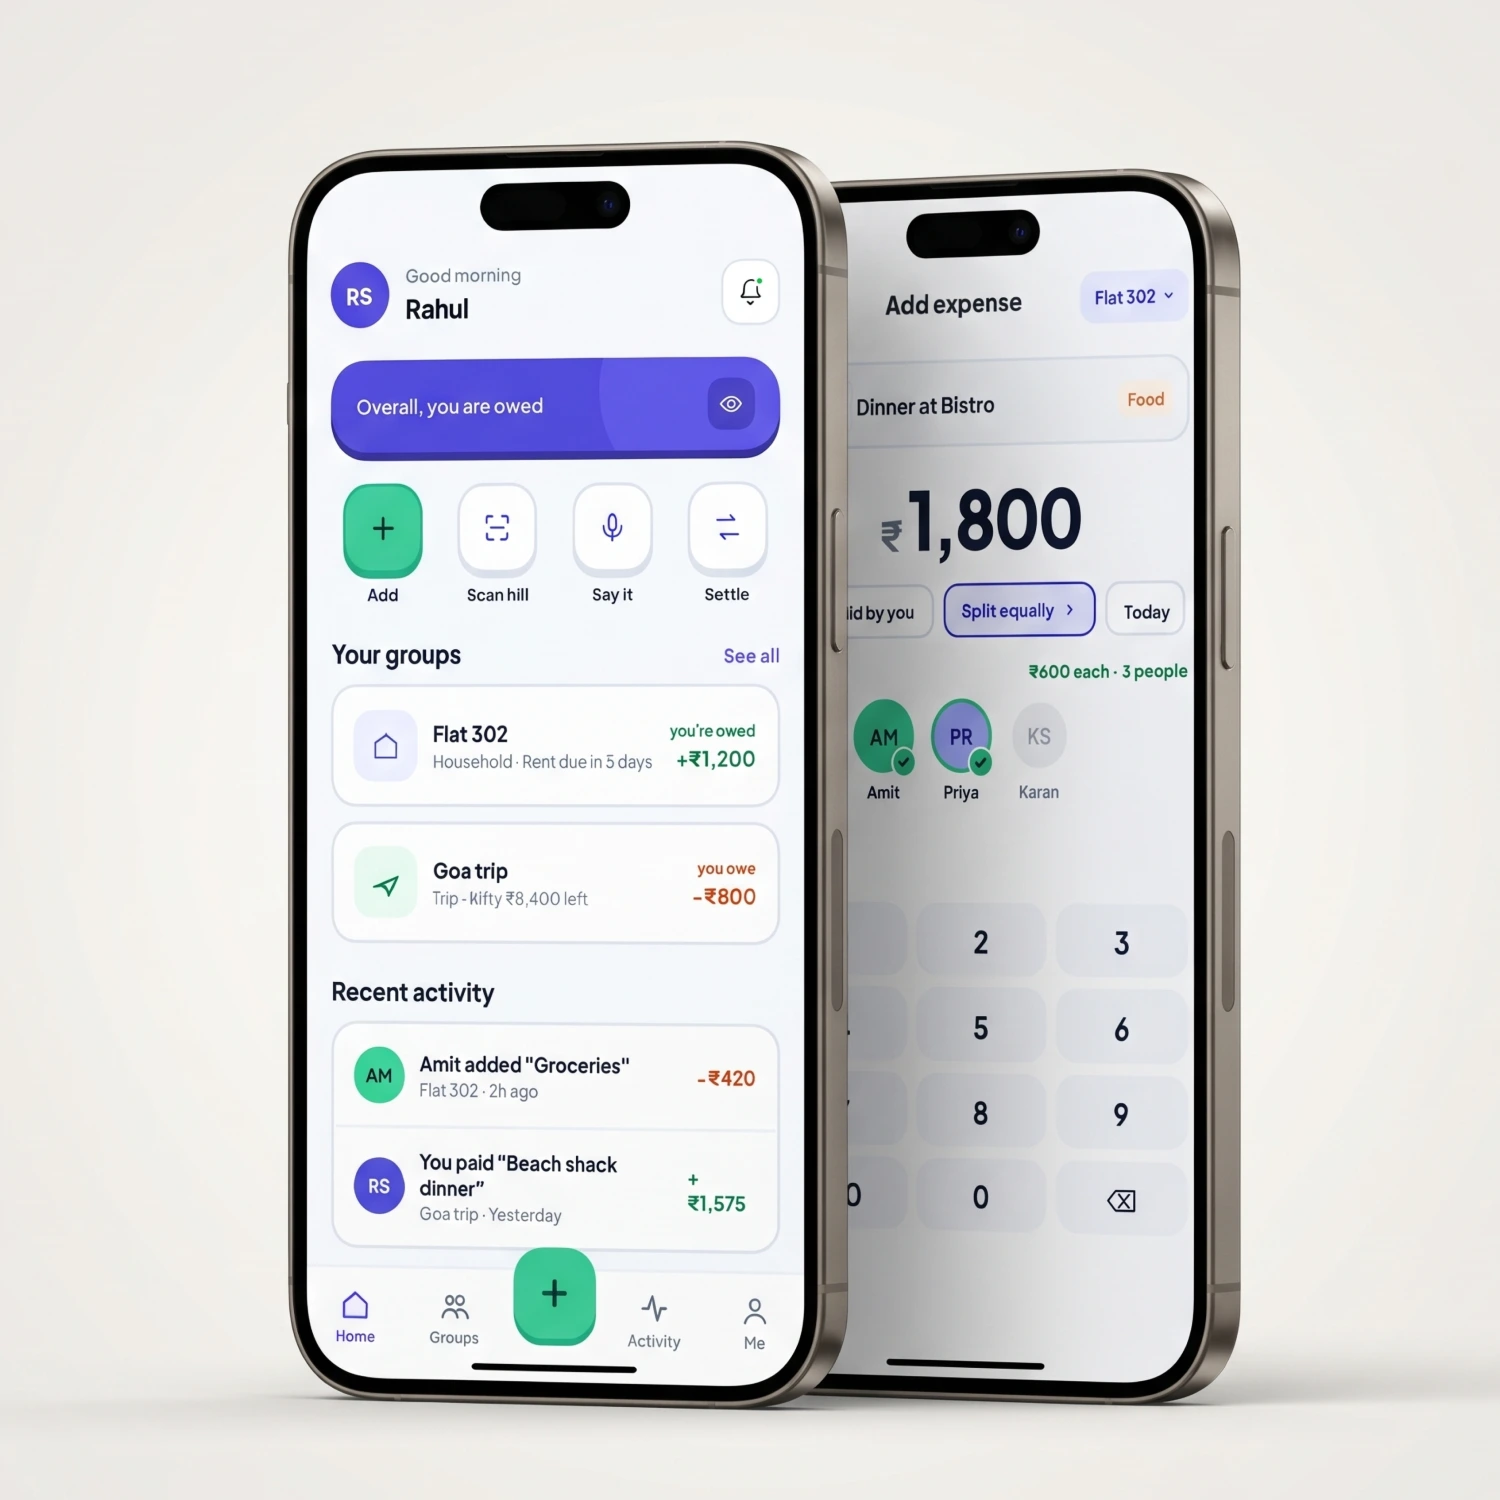 RS
Good morning
Rahul
Overall, you are owed
Add
Scan hill
Say it
Settle
Your groups
See all
Flat 302
Household · Rent due in 5 days
you're owed
+₹1,200
Goa trip
Trip - Kifty ₹8,400 left
you owe
-₹800
Recent activity
AM
Amit added "Groceries"
Flat 302 · 2h ago
-₹420
RS
You paid "Beach shack
dinner"
Goa trip · Yesterday
+
₹1,575
Home
Groups
Activity
Me
Add expense
Flat 302
Dinner at Bistro
Food
₹1,800
by you
Split equally
Today
₹600 each · 3 people
AM
PR
KS
Amit
Priya
Karan
2
3
5
6
8
9
0
0